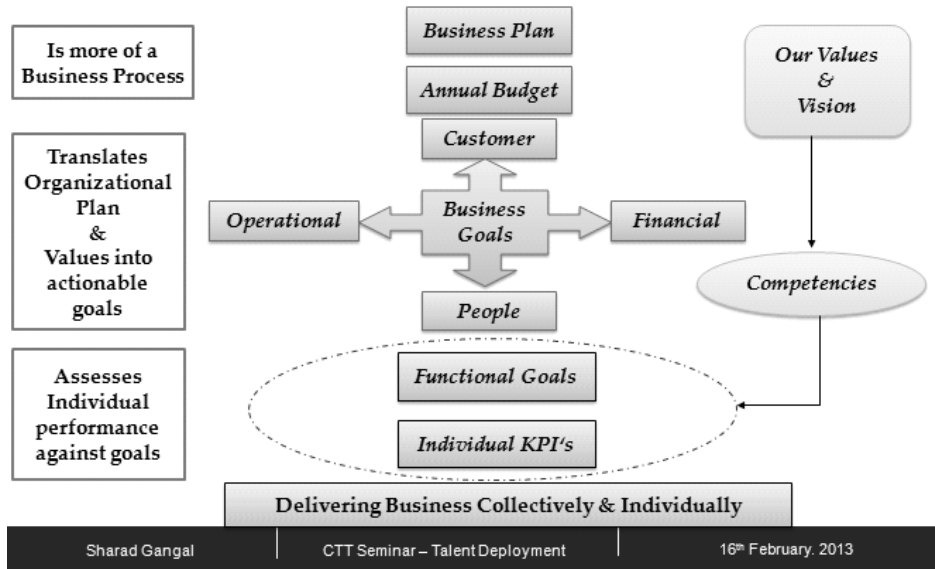 Is more of a
Business Process
Translates
Organizational
Plan
&
Values into
actionable
goals
Assesses
Individual
performance
against goals
Business Plan
Annual Budget
Customer
Operational
Business
Goals
Financial
People
Functional Goals
Individual KPI‘s
Our Values
&
Vision
Competencies
Delivering Business Collectively & Individually
Sharad Gangal
CTT Seminar – Talent Deployment
16th February. 2013